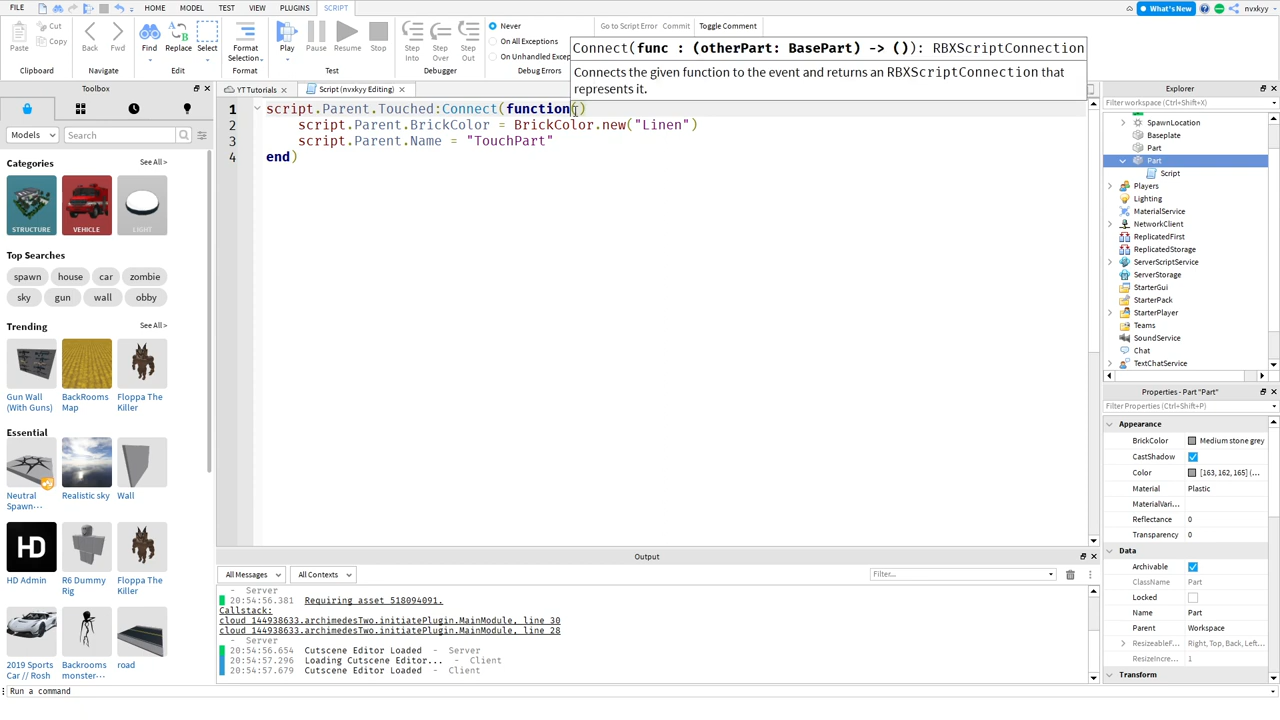 FILE HOME MODEL TEST VIEW PLUGINS SCRIPT What's New nvxkyy
Paste Cut Copy Clipboard
Back Fwd Navigate
Find Replace Select Edit
Format Selection Format
Play Pause Resume Stop Test
Step Into Step Over Step Out Debugger
Never
On All Exceptions
On Unhandled Excep
Debug Errors
Go to Script Error Commit Toggle Comment
Connect(func : (otherPart: BasePart) -> ()): RBXScriptConnection
Connects the given function to the event and returns an RBXScriptConnection that
represents it.
Toolbox YT Tutorials Script (nvxkyy Editing)
Models Search
Categories See All >
STRUCTURE VEHICLE LIGHT
Top Searches
spawn house car zombie
sky gun wall obby
Trending See All >
Gun Wall (With Guns) BackRooms Map Floppa The Killer
Essential See All >
Neutral Spawn... Realistic sky Wall
HD
HD Admin R6 Dummy Rig Floppa The Killer
2019 Sports Car // Rosh Backrooms monster... road
1 script.Parent.Touched:Connect(function()
2 script.Parent.BrickColor = BrickColor.new("Linen")
3 script.Parent.Name = "TouchPart"
4 end)
Output
All Messages All Contexts Filter...
- Server
20:54:56.381 Requiring asset 518094091.
Callstack:
cloud_144938633.archimedesTwo.initiatePlugin.MainModule, line 30
cloud_144938633.archimedesTwo.initiatePlugin.MainModule, line 28
- Server
20:54:56.654 Cutscene Editor Loaded - Server
20:54:57.296 Loading Cutscene Editor... - Client
20:54:57.679 Cutscene Editor Loaded - Client
Run a command
Explorer
Filter workspace (Ctrl+Shift+X)
SpawnLocation
Baseplate
Part
Part
Script
Players
Lighting
MaterialService
NetworkClient
ReplicatedFirst
ReplicatedStorage
ServerScriptService
ServerStorage
StarterGui
StarterPack
StarterPlayer
Teams
SoundService
Chat
TextChatService
Properties - Part "Part"
Filter Properties (Ctrl+Shift+P)
Appearance
BrickColor Medium stone grey
CastShadow
Color [163, 162, 165] (...
Material Plastic
MaterialVari...
Reflectance 0
Transparency 0
Data
Archivable
ClassName Part
Locked
Name Part
Parent Workspace
ResizeableF... Right, Top, Back, Left...
ResizeIncre... 1
Transform